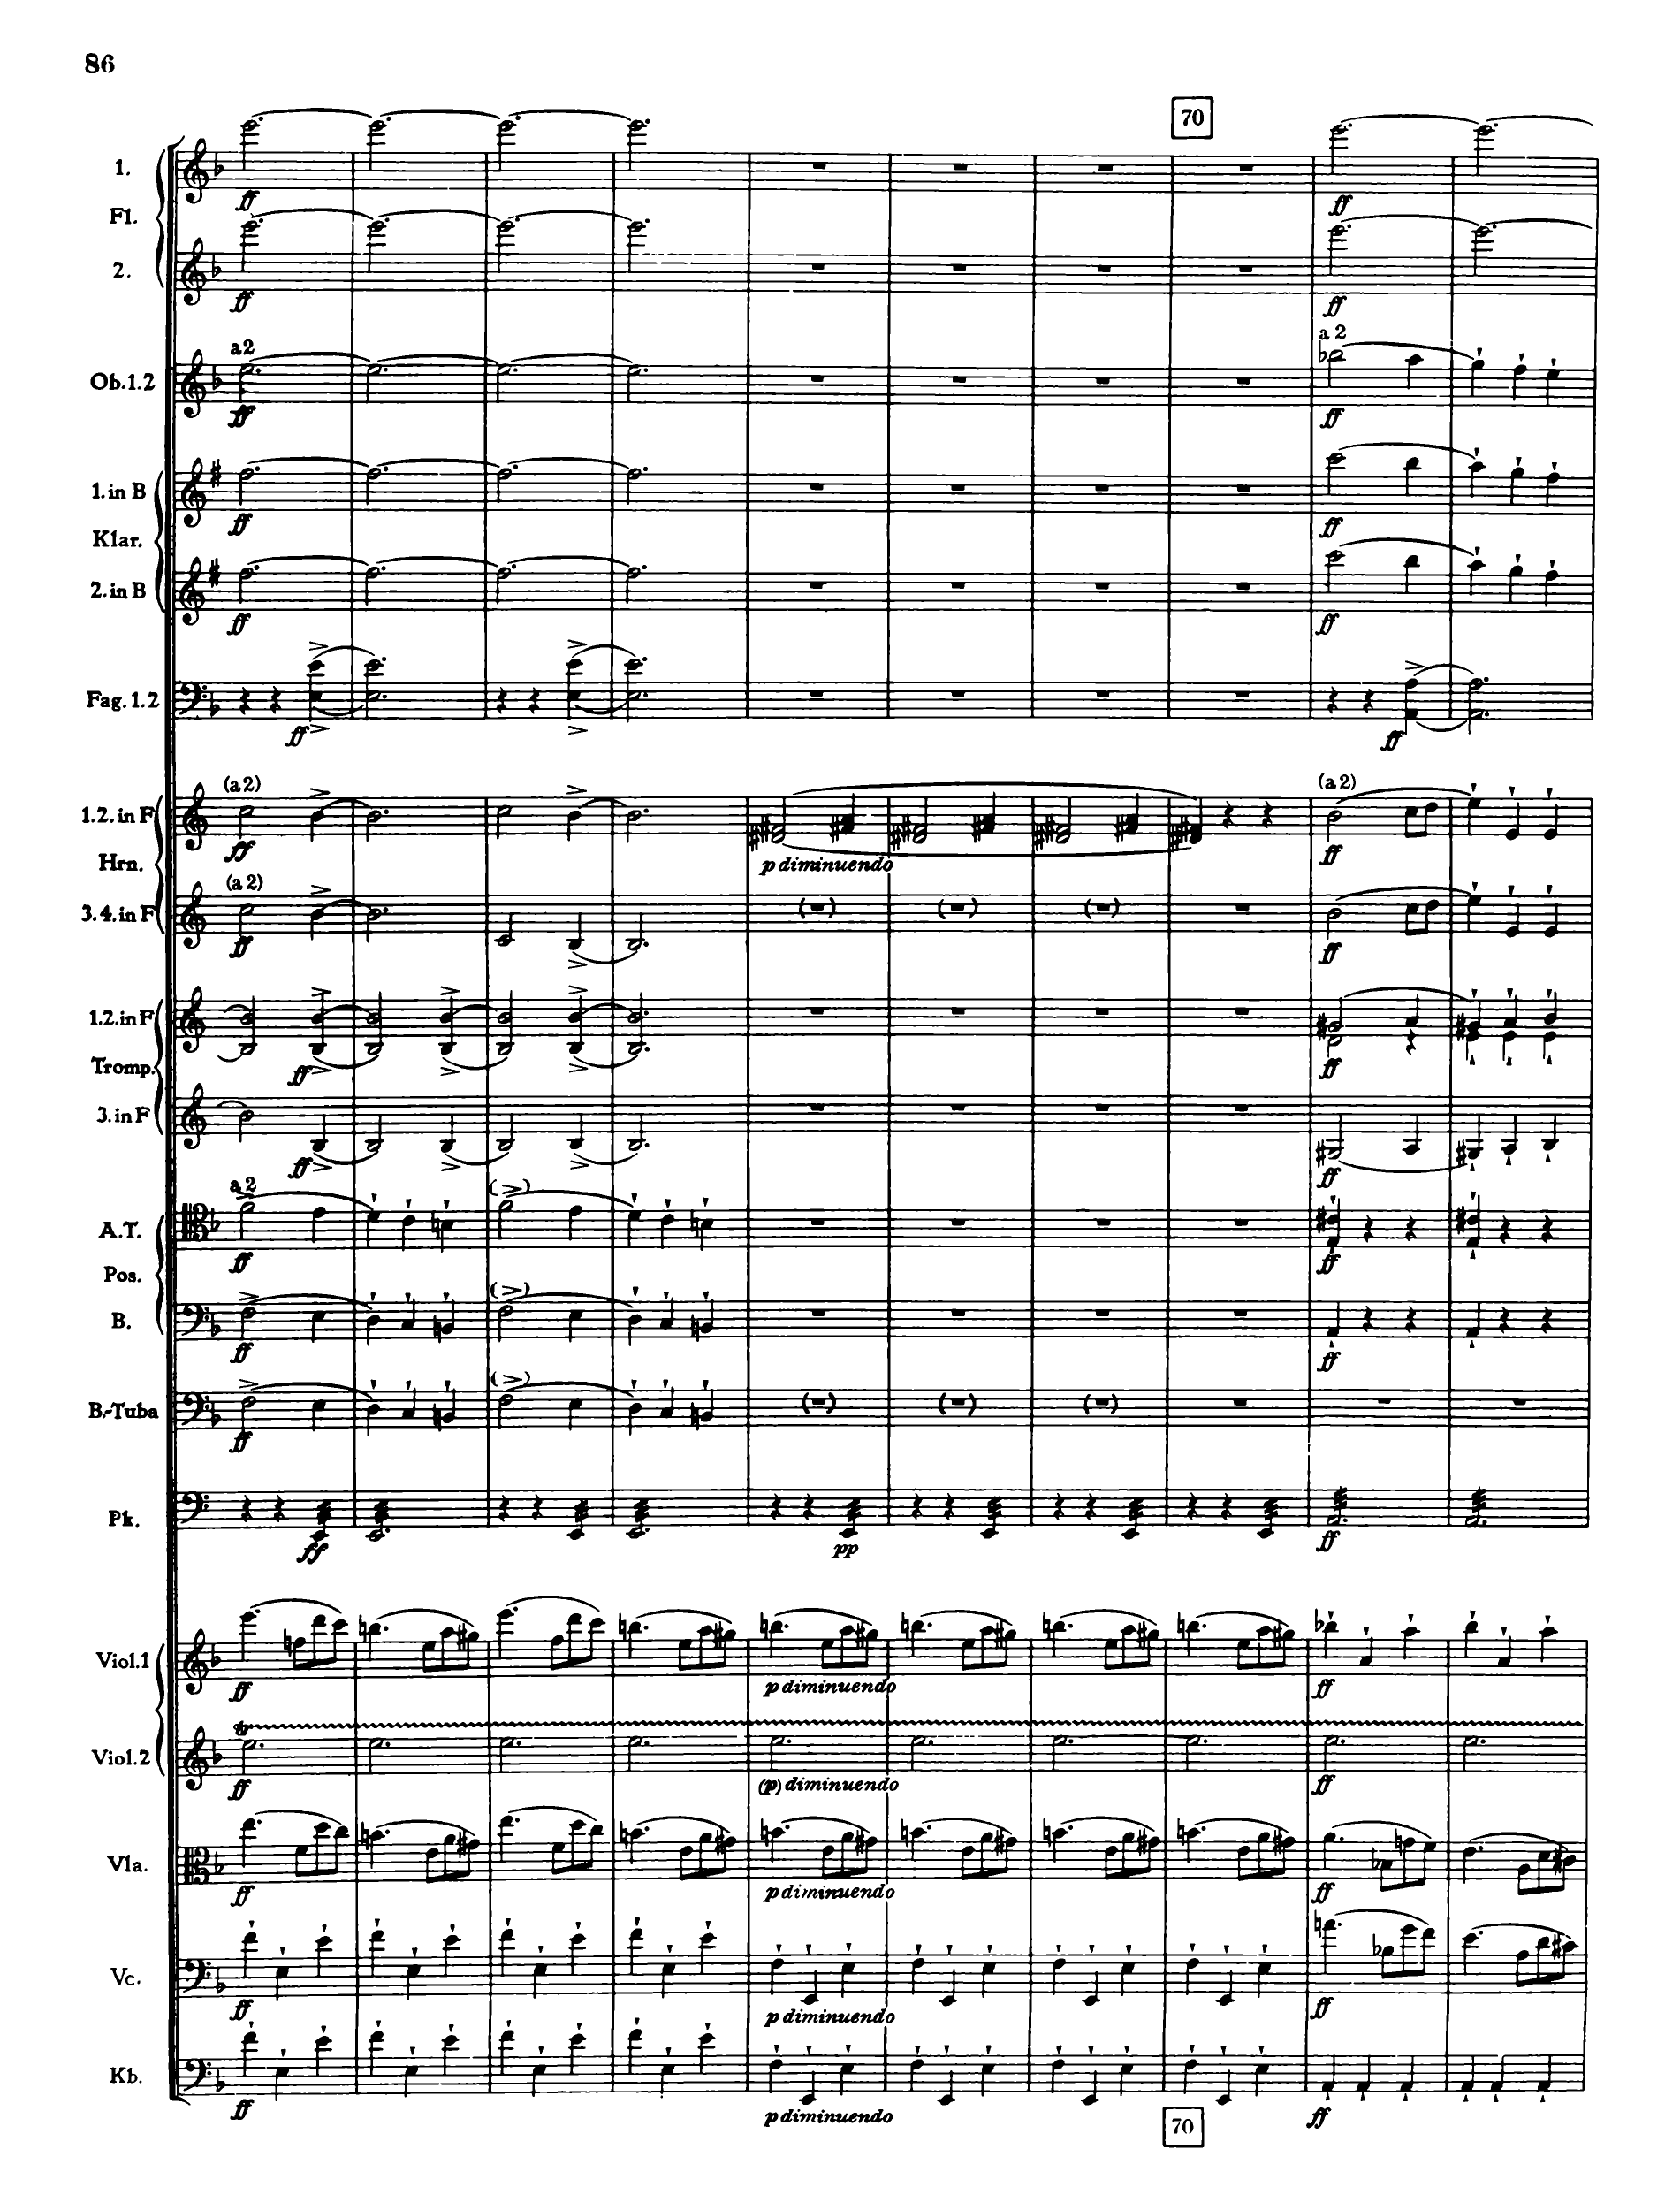 86
70
1.
ff
Fl.
ff
2.
ff
ff
a 2
a 2
Ob.1.2
ff
ff
1. in B
ff
ff
Klar.
2. in B
ff
ff
Fag. 1.2
ff
ff
(a 2)
(a 2)
1.2. in F
ff
p diminuendo
ff
Hrn.
(a 2)
3.4. in F
ff
ff
1.2. in F
ff
ff
Tromp.
3. in F
ff
ff
a 2
A.T.
ff
ff
Pos.
B.
ff
ff
B.-Tuba
ff
Pk.
ff
pp
ff
Viol.1
ff
p diminuendo
ff
tr
Viol.2
ff
(p) diminuendo
ff
Vla.
ff
p diminuendo
ff
Vc.
ff
p diminuendo
ff
Kb.
ff
p diminuendo
ff
70